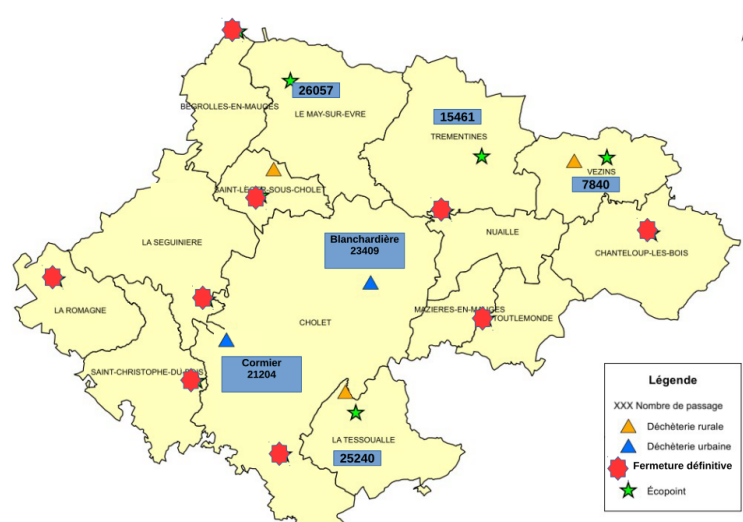 26057
BEGROLLES-EN-MAUGES
LE MAY-SUR-EVRE
15461
TREMENTINES
VEZINS
7840
SAINT-LÉGER-SOUS-CHOLET
NUAILLE
LA SEGUINIERE
Blanchardière
23409
CHANTELOUP-LES-BOIS
LA ROMAGNE
MAZIERES-EN-MAUGES
TOUTLEMONDE
CHOLET
SAINT-CHRISTOPHE-DU-BOIS
Cormier
21204
LA TESSOUALLE
25240
Légende
XXX Nombre de passage
Déchèterie rurale
Déchèterie urbaine
Fermeture définitive
Écopoint